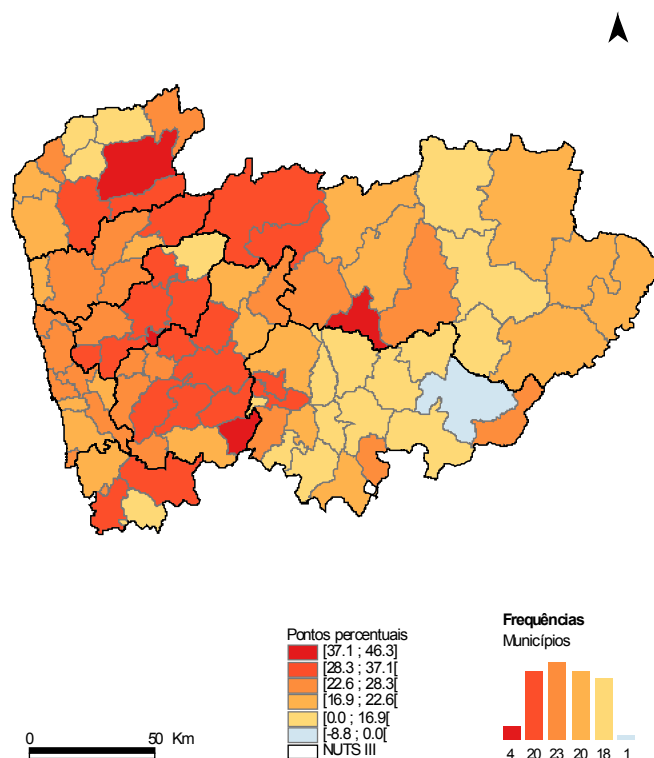 Frequências
Municípios
Pontos percentuais
[37.1 ; 46.3]
[28.3 ; 37.1[
[22.6 ; 28.3[
[16.9 ; 22.6[
[0.0 ; 16.9[
[-8.8 ; 0.0[
NUTS III
0 50 Km
4 20 23 20 18 1